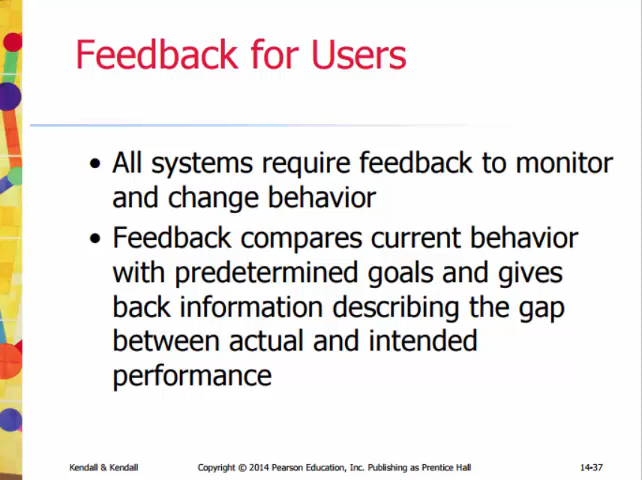 Feedback for Users
• All systems require feedback to monitor
and change behavior
• Feedback compares current behavior
with predetermined goals and gives
back information describing the gap
between actual and intended
performance
Kendall & Kendall Copyright © 2014 Pearson Education, Inc. Publishing as Prentice Hall 14-37